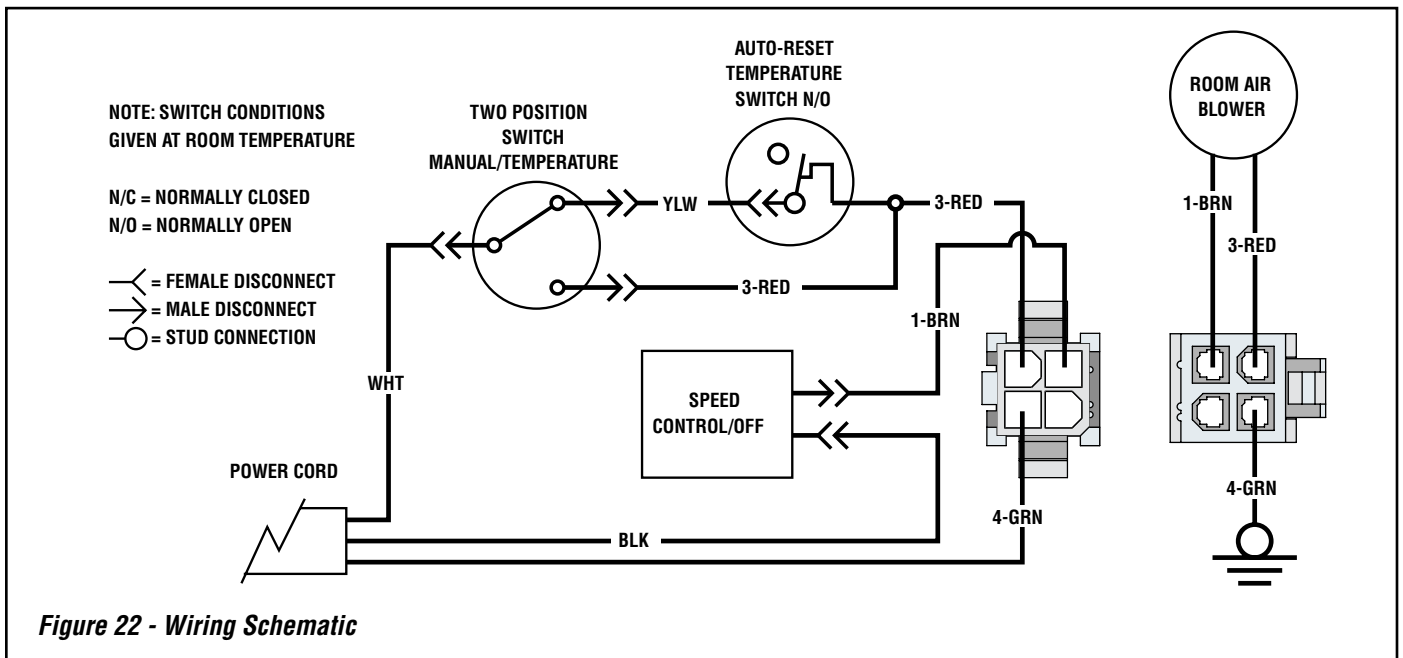 NOTE: SWITCH CONDITIONS
GIVEN AT ROOM TEMPERATURE
N/C = NORMALLY CLOSED
N/O = NORMALLY OPEN
= FEMALE DISCONNECT
= MALE DISCONNECT
= STUD CONNECTION
TWO POSITION
SWITCH
MANUAL/TEMPERATURE
AUTO-RESET
TEMPERATURE
SWITCH N/O
ROOM AIR
BLOWER
YLW
3-RED
3-RED
1-BRN
1-BRN
3-RED
WHT
SPEED
CONTROL/OFF
POWER CORD
BLK
4-GRN
4-GRN
Figure 22 - Wiring Schematic